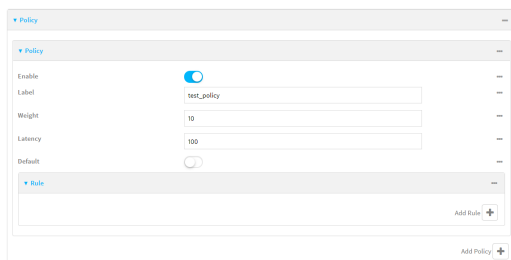 ▼ Policy
▼ Policy
Enable
Label test_policy
Weight 10
Latency 100
Default
▼ Rule
Add Rule +
Add Policy +